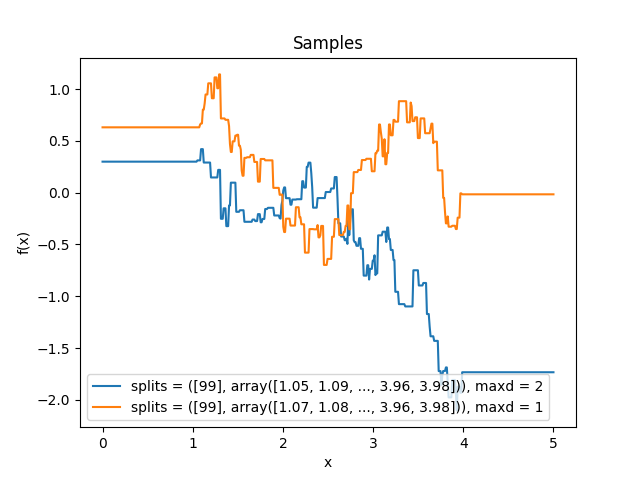 Samples
1.0
0.5
0.0
−0.5
−1.0
−1.5
−2.0
f(x)
splits = ([99], array([1.05, 1.09, ..., 3.96, 3.98])), maxd = 2
splits = ([99], array([1.07, 1.08, ..., 3.96, 3.98])), maxd = 1
0 1 2 3 4 5
x